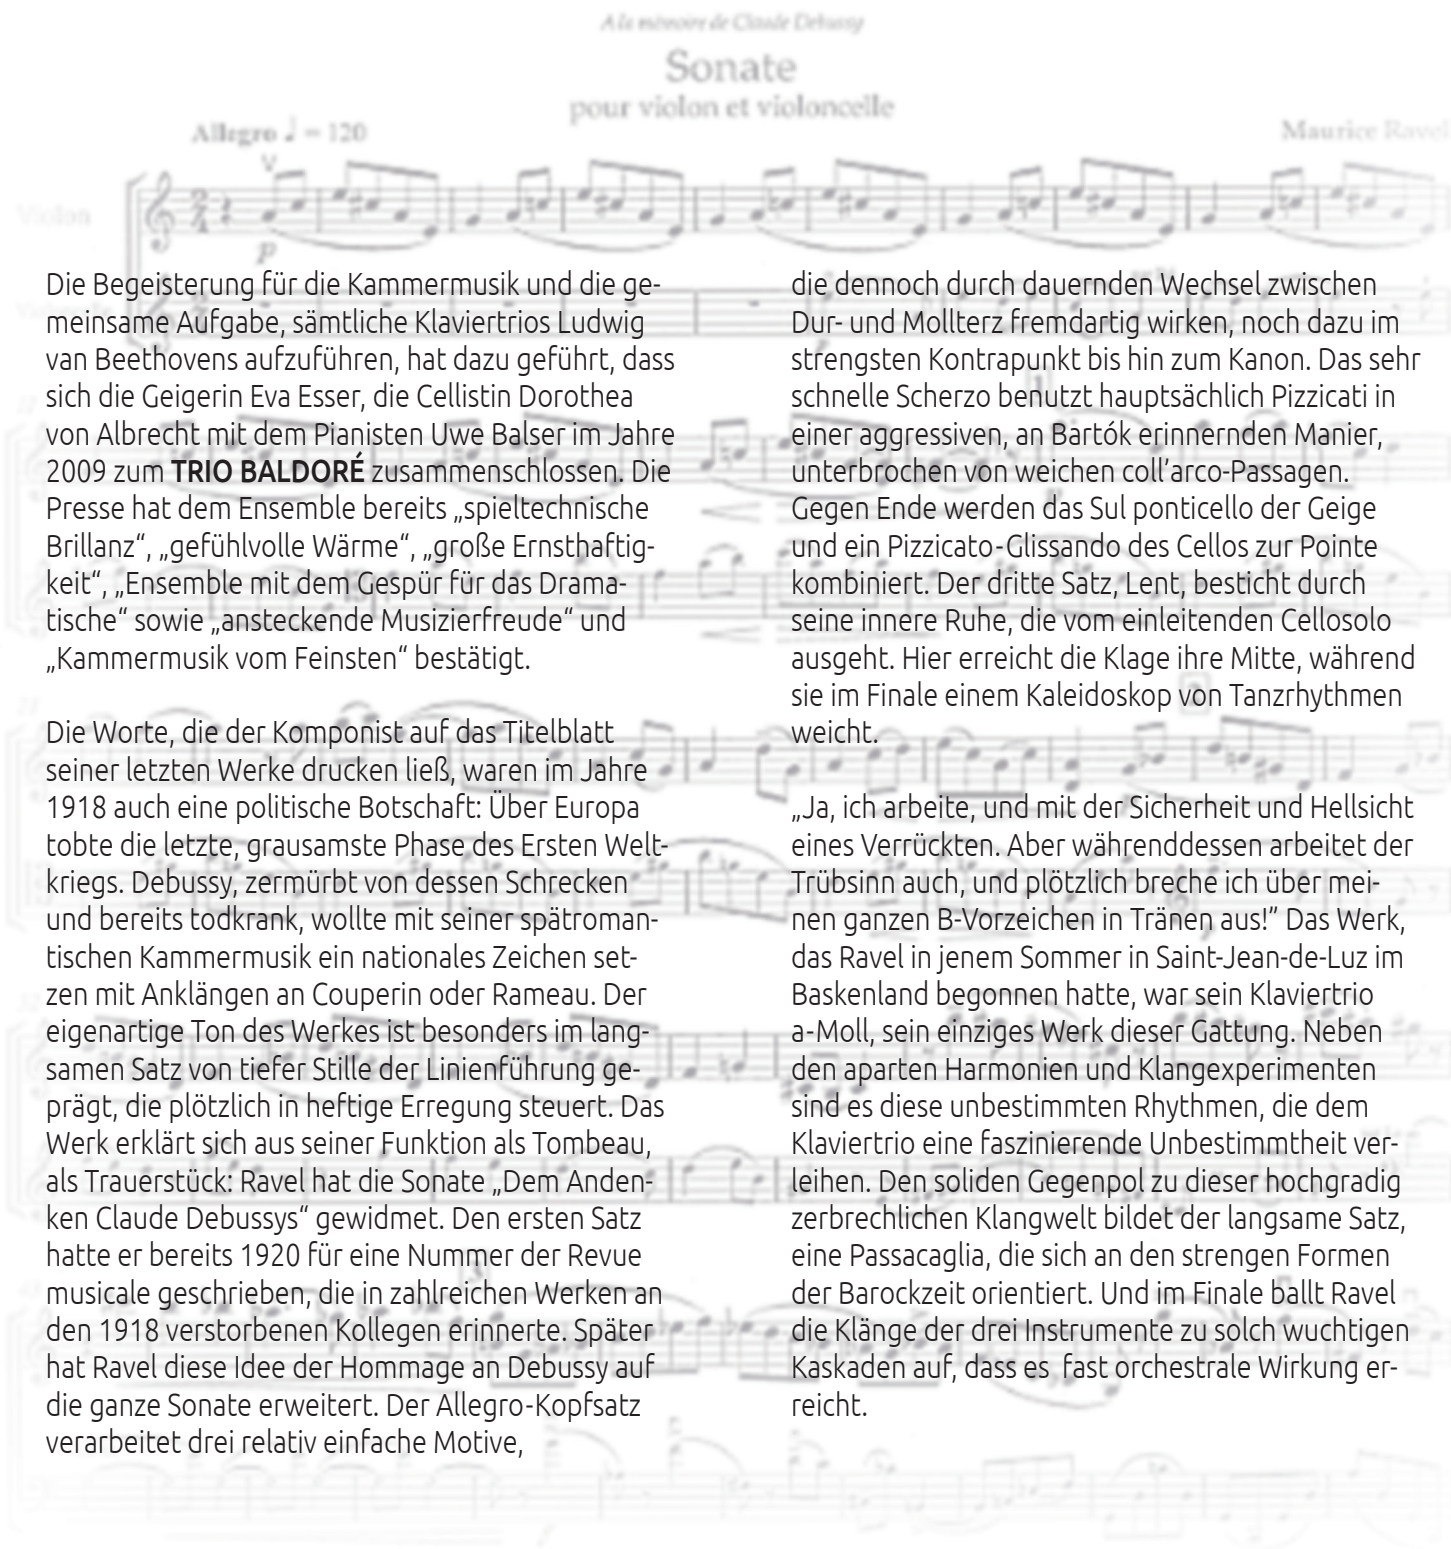 A la mémoire de Claude Debussy
Sonate
pour violon et violoncelle
Allegro ♩ = 120
Maurice Ravel
Violon
p
Die Begeisterung für die Kammermusik und die ge-
meinsame Aufgabe, sämtliche Klaviertrios Ludwig
van Beethovens aufzuführen, hat dazu geführt, dass
sich die Geigerin Eva Esser, die Cellistin Dorothea
von Albrecht mit dem Pianisten Uwe Balser im Jahre
2009 zum TRIO BALDORÉ zusammenschlossen. Die
Presse hat dem Ensemble bereits „spieltechnische
Brillanz“, „gefühlvolle Wärme“, „große Ernsthaftig-
keit“, „Ensemble mit dem Gespür für das Drama-
tische“ sowie „ansteckende Musizierfreude“ und
„Kammermusik vom Feinsten“ bestätigt.
Die Worte, die der Komponist auf das Titelblatt
seiner letzten Werke drucken ließ, waren im Jahre
1918 auch eine politische Botschaft: Über Europa
tobte die letzte, grausamste Phase des Ersten Welt-
kriegs. Debussy, zermürbt von dessen Schrecken
und bereits todkrank, wollte mit seiner spätroman-
tischen Kammermusik ein nationales Zeichen set-
zen mit Anklängen an Couperin oder Rameau. Der
eigenartige Ton des Werkes ist besonders im lang-
samen Satz von tiefer Stille der Linienführung ge-
prägt, die plötzlich in heftige Erregung steuert. Das
Werk erklärt sich aus seiner Funktion als Tombeau,
als Trauerstück: Ravel hat die Sonate „Dem Anden-
ken Claude Debussys“ gewidmet. Den ersten Satz
hatte er bereits 1920 für eine Nummer der Revue
musicale geschrieben, die in zahlreichen Werken an
den 1918 verstorbenen Kollegen erinnerte. Später
hat Ravel diese Idee der Hommage an Debussy auf
die ganze Sonate erweitert. Der Allegro-Kopfsatz
verarbeitet drei relativ einfache Motive,
die dennoch durch dauernden Wechsel zwischen
Dur- und Mollterz fremdartig wirken, noch dazu im
strengsten Kontrapunkt bis hin zum Kanon. Das sehr
schnelle Scherzo benutzt hauptsächlich Pizzicati in
einer aggressiven, an Bartók erinnernden Manier,
unterbrochen von weichen coll’arco-Passagen.
Gegen Ende werden das Sul ponticello der Geige
und ein Pizzicato-Glissando des Cellos zur Pointe
kombiniert. Der dritte Satz, Lent, besticht durch
seine innere Ruhe, die vom einleitenden Cellosolo
ausgeht. Hier erreicht die Klage ihre Mitte, während
sie im Finale einem Kaleidoskop von Tanzrhythmen
weicht.
„Ja, ich arbeite, und mit der Sicherheit und Hellsicht
eines Verrückten. Aber währenddessen arbeitet der
Trübsinn auch, und plötzlich breche ich über mei-
nen ganzen B-Vorzeichen in Tränen aus!” Das Werk,
das Ravel in jenem Sommer in Saint-Jean-de-Luz im
Baskenland begonnen hatte, war sein Klaviertrio
a-Moll, sein einziges Werk dieser Gattung. Neben
den aparten Harmonien und Klangexperimenten
sind es diese unbestimmten Rhythmen, die dem
Klaviertrio eine faszinierende Unbestimmtheit ver-
leihen. Den soliden Gegenpol zu dieser hochgradig
zerbrechlichen Klangwelt bildet der langsame Satz,
eine Passacaglia, die sich an den strengen Formen
der Barockzeit orientiert. Und im Finale ballt Ravel
die Klänge der drei Instrumente zu solch wuchtigen
Kaskaden auf, dass es fast orchestrale Wirkung er-
reicht.